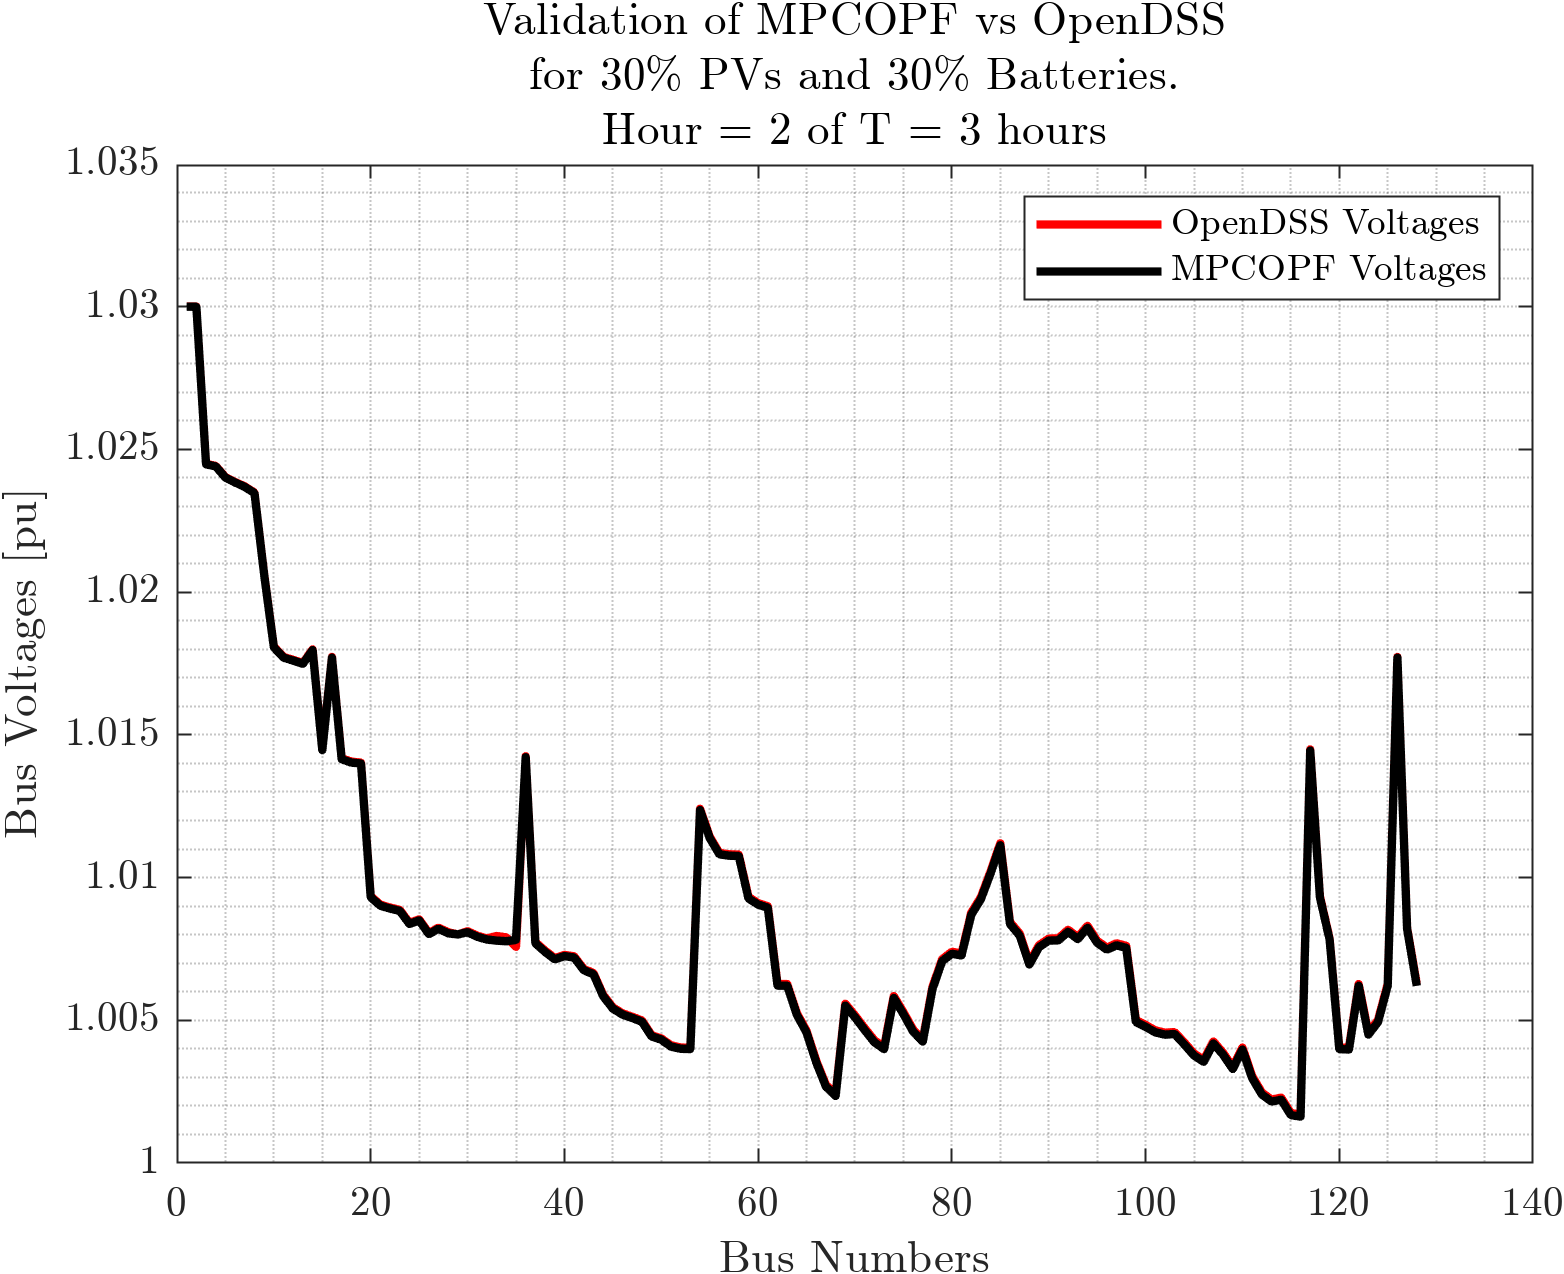 Validation of MPCOPF vs OpenDSS
for 30% PVs and 30% Batteries.
Hour = 2 of T = 3 hours
1.035
1.03
1.025
1.02
1.015
1.01
1.005
1
Bus Voltages [pu]
OpenDSS Voltages
MPCOPF Voltages
0 20 40 60 80 100 120 140
Bus Numbers